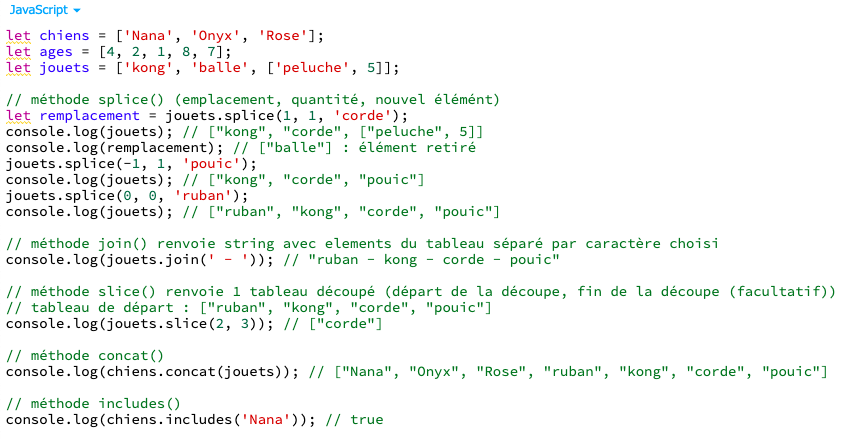 JavaScript
let chiens = ['Nana', 'Onyx', 'Rose'];
let ages = [4, 2, 1, 8, 7];
let jouets = ['kong', 'balle', ['peluche', 5]];
// méthode splice() (emplacement, quantité, nouvel élémént)
let remplacement = jouets.splice(1, 1, 'corde');
console.log(jouets); // ["kong", "corde", ["peluche", 5]]
console.log(remplacement); // ["balle"] : élément retiré
jouets.splice(-1, 1, 'pouic');
console.log(jouets); // ["kong", "corde", "pouic"]
jouets.splice(0, 0, 'ruban');
console.log(jouets); // ["ruban", "kong", "corde", "pouic"]
// méthode join() renvoie string avec elements du tableau séparé par caractère choisi
console.log(jouets.join(' - ')); // "ruban - kong - corde - pouic"
// méthode slice() renvoie 1 tableau découpé (départ de la découpe, fin de la découpe (facultatif))
// tableau de départ : ["ruban", "kong", "corde", "pouic"]
console.log(jouets.slice(2, 3)); // ["corde"]
// méthode concat()
console.log(chiens.concat(jouets)); // ["Nana", "Onyx", "Rose", "ruban", "kong", "corde", "pouic"]
// méthode includes()
console.log(chiens.includes('Nana')); // true